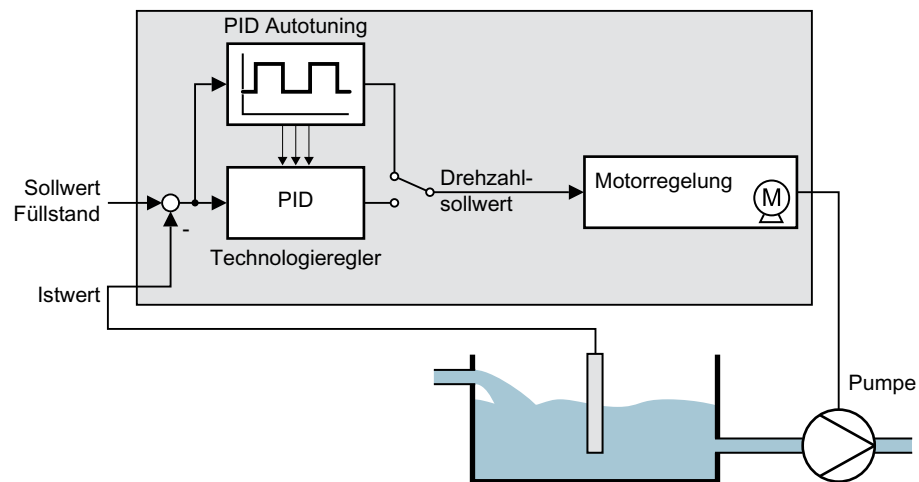 PID Autotuning
Sollwert
Füllstand
PID
Drehzahl-
sollwert
Motorregelung
M
-
Technologieregler
Istwert
Pumpe